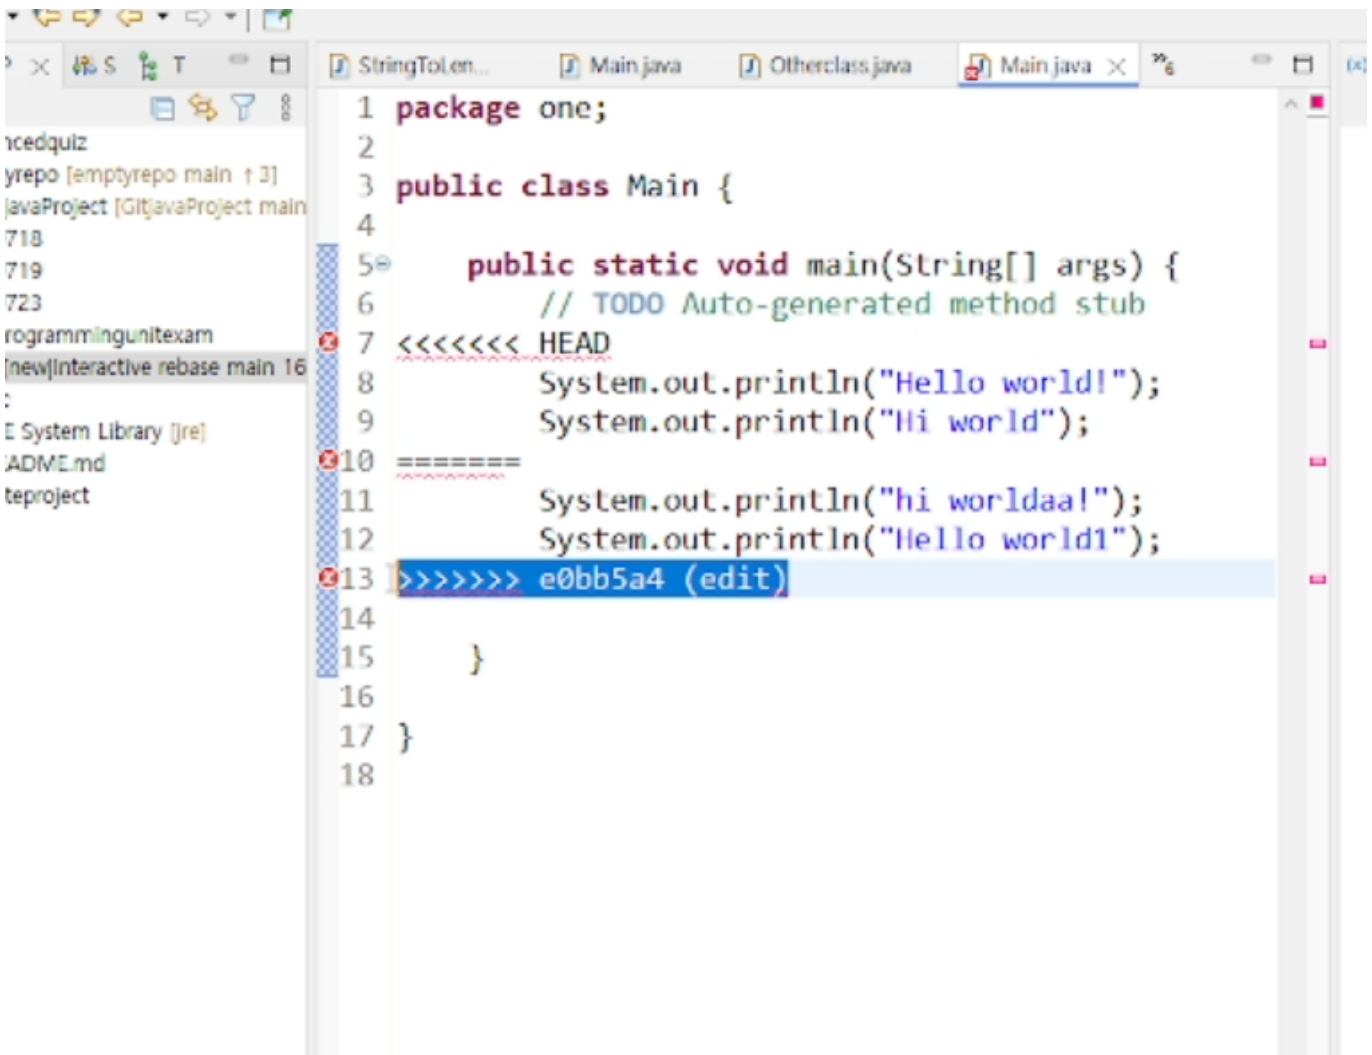 S T
StringToLen... Main.java Otherclass.java Main.java 6
ncedquiz
yrepo [emptyrepo main ↑ 3]
JavaProject [GitJavaProject main
718
719
723
rogrammingunitexam
[new|Interactive rebase main 16
E System Library [jre]
ADME.md
teproject
1 package one;
2
3 public class Main {
4
5 public static void main(String[] args) {
6 // TODO Auto-generated method stub
7 <<<<<<< HEAD
8 System.out.println("Hello world!");
9 System.out.println("Hi world");
10 =======
11 System.out.println("hi worldaa!");
12 System.out.println("Hello world1");
13 >>>>>>> e0bb5a4 (edit)
14
15 }
16
17 }
18